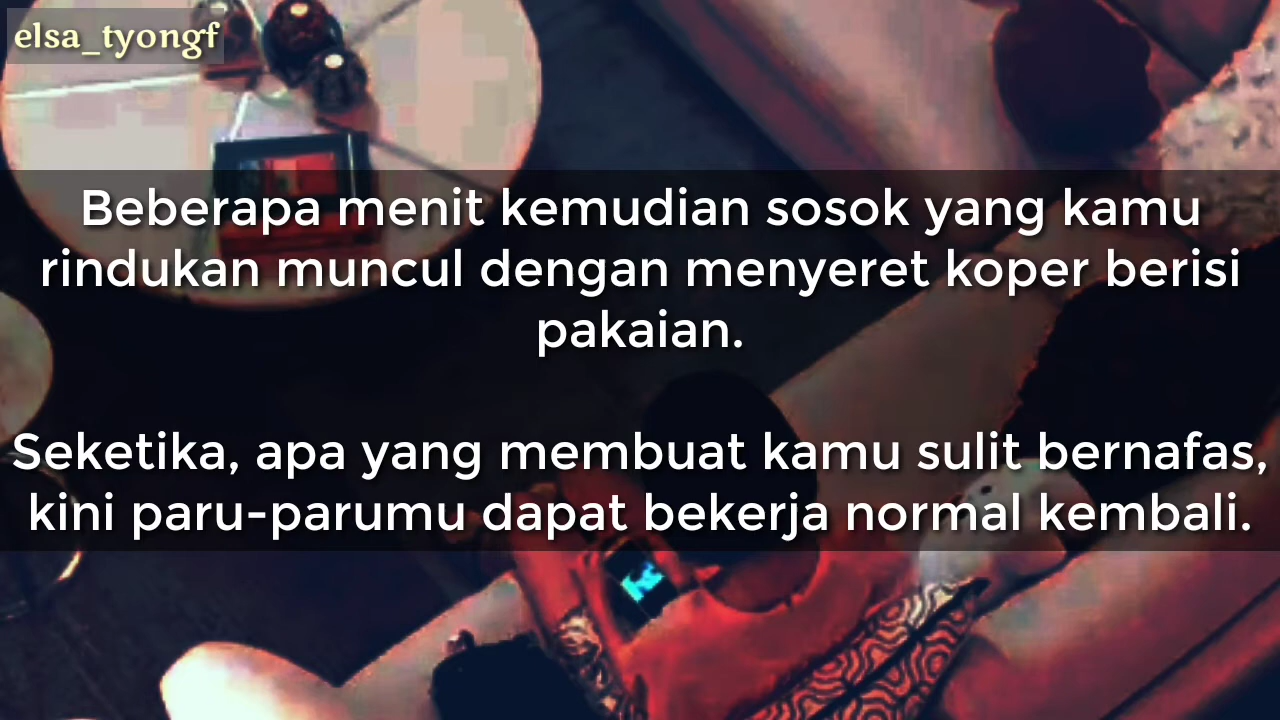 elsa_tyongf
Beberapa menit kemudian sosok yang kamu
rindukan muncul dengan menyeret koper berisi
pakaian.
Seketika, apa yang membuat kamu sulit bernafas,
kini paru-parumu dapat bekerja normal kembali.